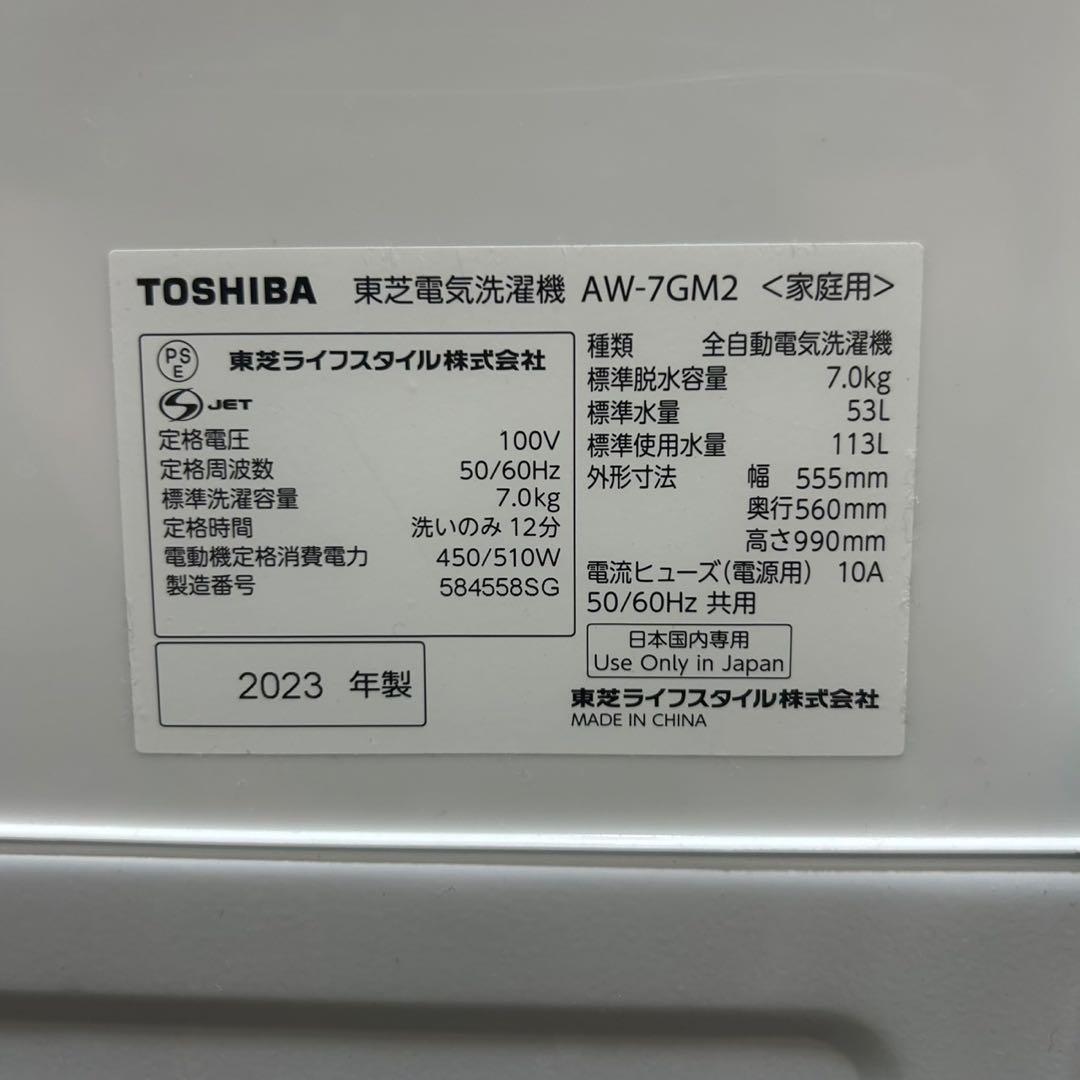 TOSHIBA 東芝電気洗濯機 AW-7GM2 <家庭用>
PSE 東芝ライフスタイル株式会社
S JET
定格電圧 100V
定格周波数 50/60Hz
標準洗濯容量 7.0kg
定格時間 洗いのみ 12分
電動機定格消費電力 450/510W
製造番号 584558SG
2023 年製
種類 全自動電気洗濯機
標準脱水容量 7.0kg
標準水量 53L
標準使用水量 113L
外形寸法 幅 555mm
奥行560mm
高さ990mm
電流ヒューズ(電源用) 10A
50/60Hz 共用
日本国内専用
Use Only in Japan
東芝ライフスタイル株式会社
MADE IN CHINA